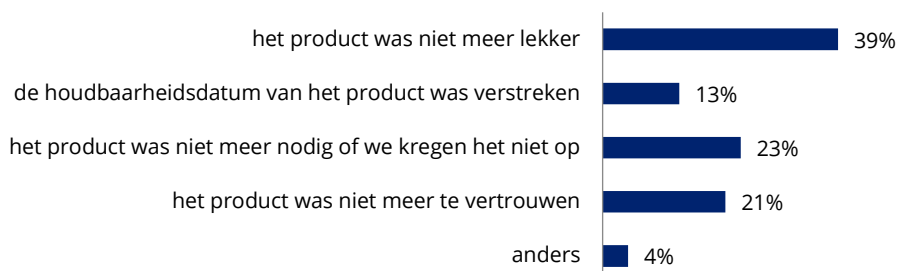 het product was niet meer lekker 39%
de houdbaarheidsdatum van het product was verstreken 13%
het product was niet meer nodig of we kregen het niet op 23%
het product was niet meer te vertrouwen 21%
anders 4%